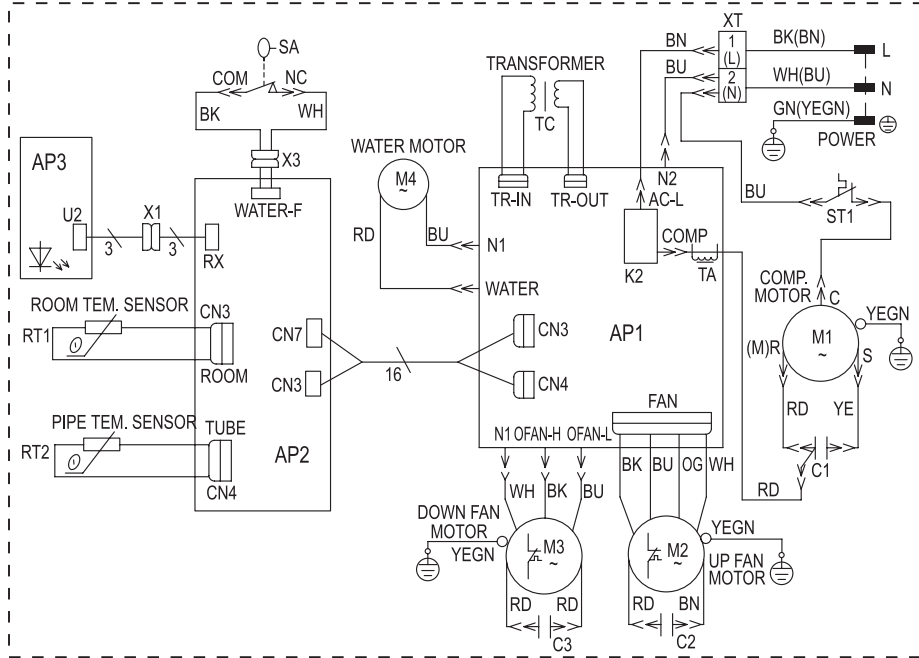 SA
COM
NC
BK
WH
X3
WATER-F
AP3
U2
X1
3
3
RX
ROOM TEM. SENSOR
RT1
CN3
ROOM
PIPE TEM. SENSOR
RT2
TUBE
CN4
AP2
CN7
CN3
16
WATER MOTOR
M4
RD
BU
N1
WATER
TRANSFORMER
TC
TR-IN
TR-OUT
CN3
CN4
AP1
N2
AC-L
K2
COMP
TA
BN
BU
XT
1
(L)
2
(N)
BK(BN)
L
WH(BU)
N
GN(YEGN)
POWER
BU
ST1
COMP.
MOTOR
C
YEGN
M1
~
(M)R
S
RD
YE
C1
RD
FAN
BK
BU
OG
WH
N1
OFAN-H
OFAN-L
WH
BK
BU
DOWN FAN
MOTOR
YEGN
M3
~
RD
RD
C3
M2
~
YEGN
UP FAN
MOTOR
RD
BN
C2